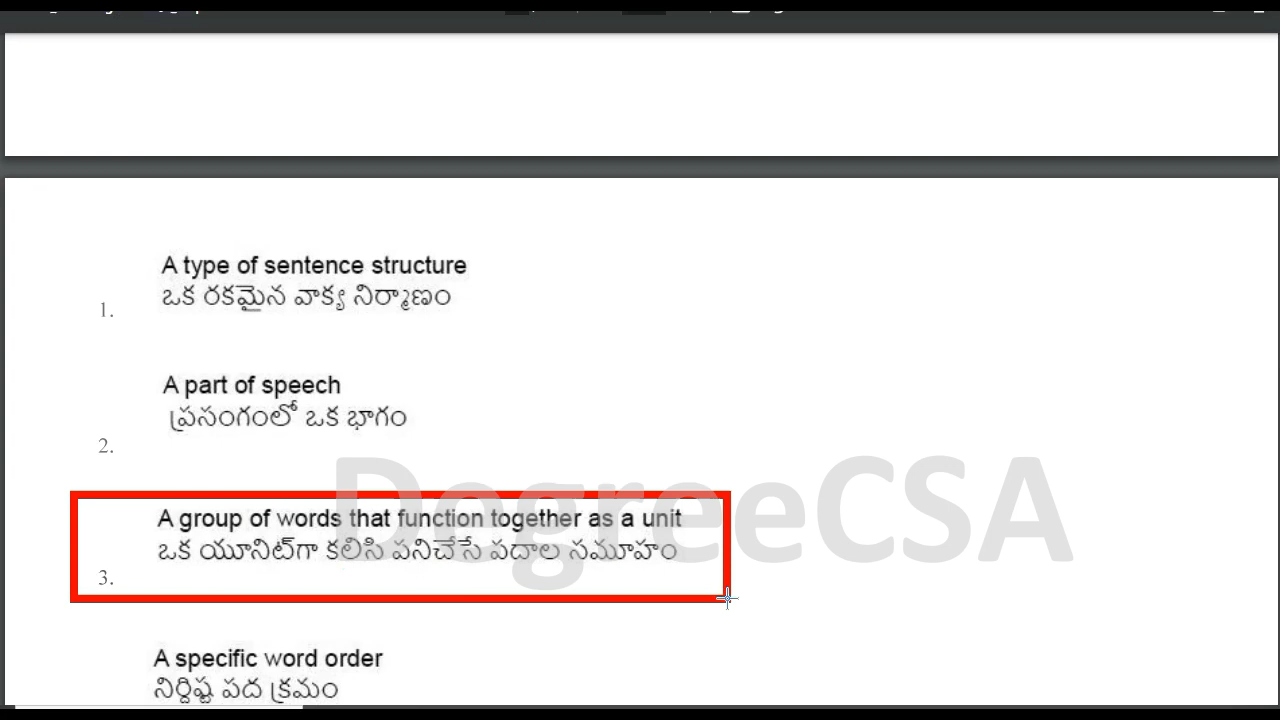 A type of sentence structure
ఒక రకమైన వాక్య నిర్మాణం
1.
A part of speech
ప్రసంగంలో ఒక భాగం
2.
DegreeCSA
A group of words that function together as a unit
ఒక యూనిట్‌గా కలిసి పనిచేసే పదాల సమూహం
3.
A specific word order
నిర్దిష్ట పద క్రమం